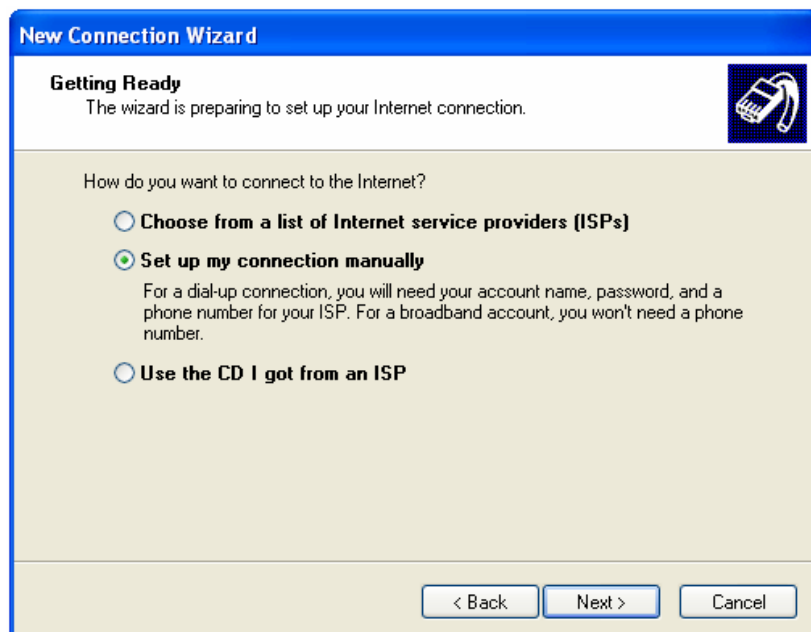 New Connection Wizard
Getting Ready
The wizard is preparing to set up your Internet connection.
How do you want to connect to the Internet?
Choose from a list of Internet service providers (ISPs)
Set up my connection manually
For a dial-up connection, you will need your account name, password, and a
phone number for your ISP. For a broadband account, you won't need a phone
number.
Use the CD I got from an ISP
< Back Next > Cancel